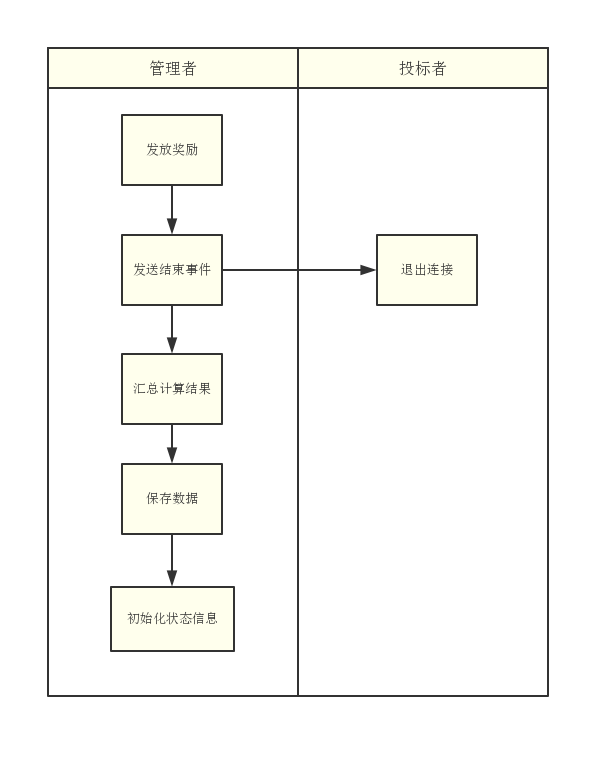 管理者
投标者
发放奖励
发送结束事件
退出连接
汇总计算结果
保存数据
初始化状态信息